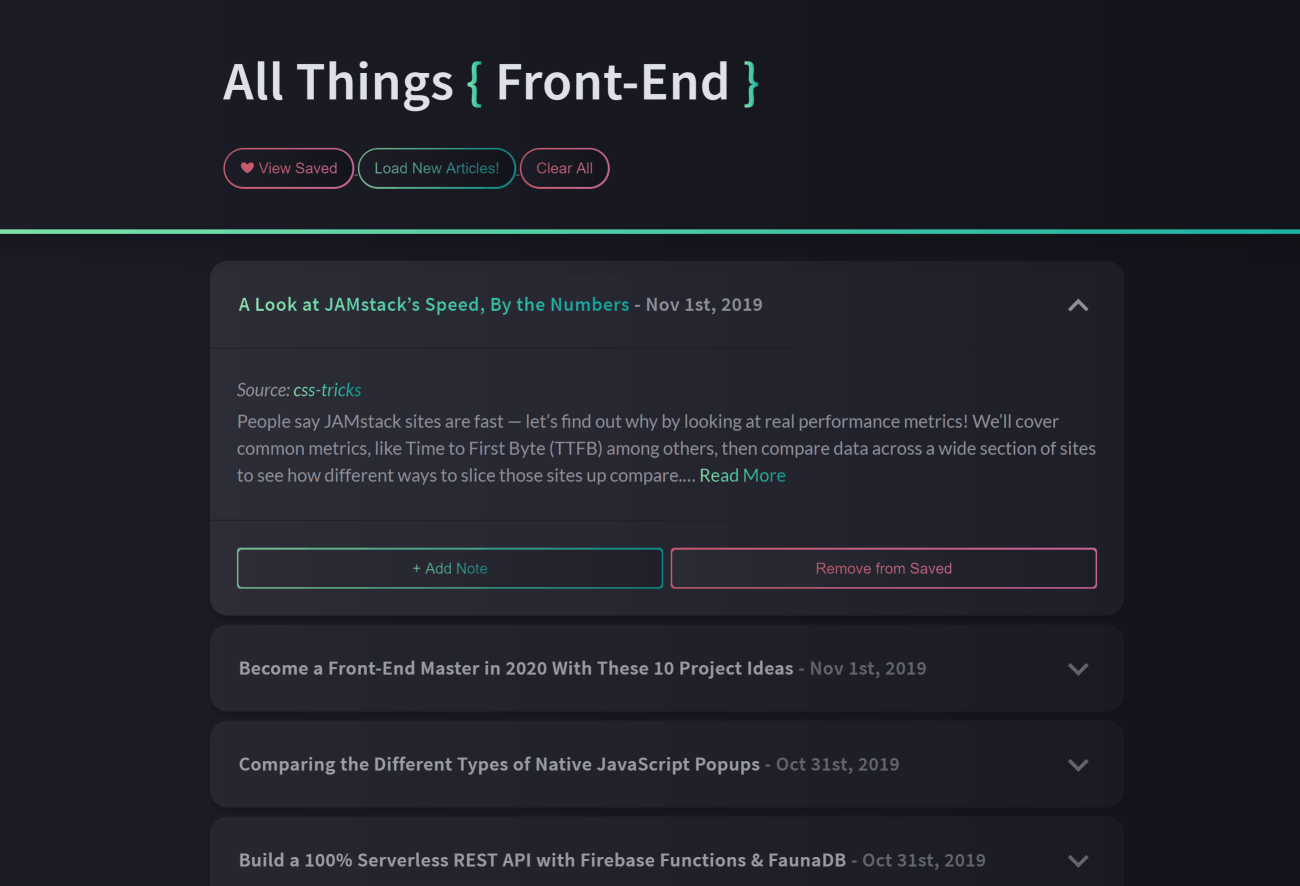 All Things { Front-End }
View Saved Load New Articles! Clear All
A Look at JAMstack’s Speed, By the Numbers - Nov 1st, 2019
Source: css-tricks
People say JAMstack sites are fast — let’s find out why by looking at real performance metrics! We’ll cover
common metrics, like Time to First Byte (TTFB) among others, then compare data across a wide section of sites
to see how different ways to slice those sites up compare.... Read More
+ Add Note Remove from Saved
Become a Front-End Master in 2020 With These 10 Project Ideas - Nov 1st, 2019
Comparing the Different Types of Native JavaScript Popups - Oct 31st, 2019
Build a 100% Serverless REST API with Firebase Functions & FaunaDB - Oct 31st, 2019